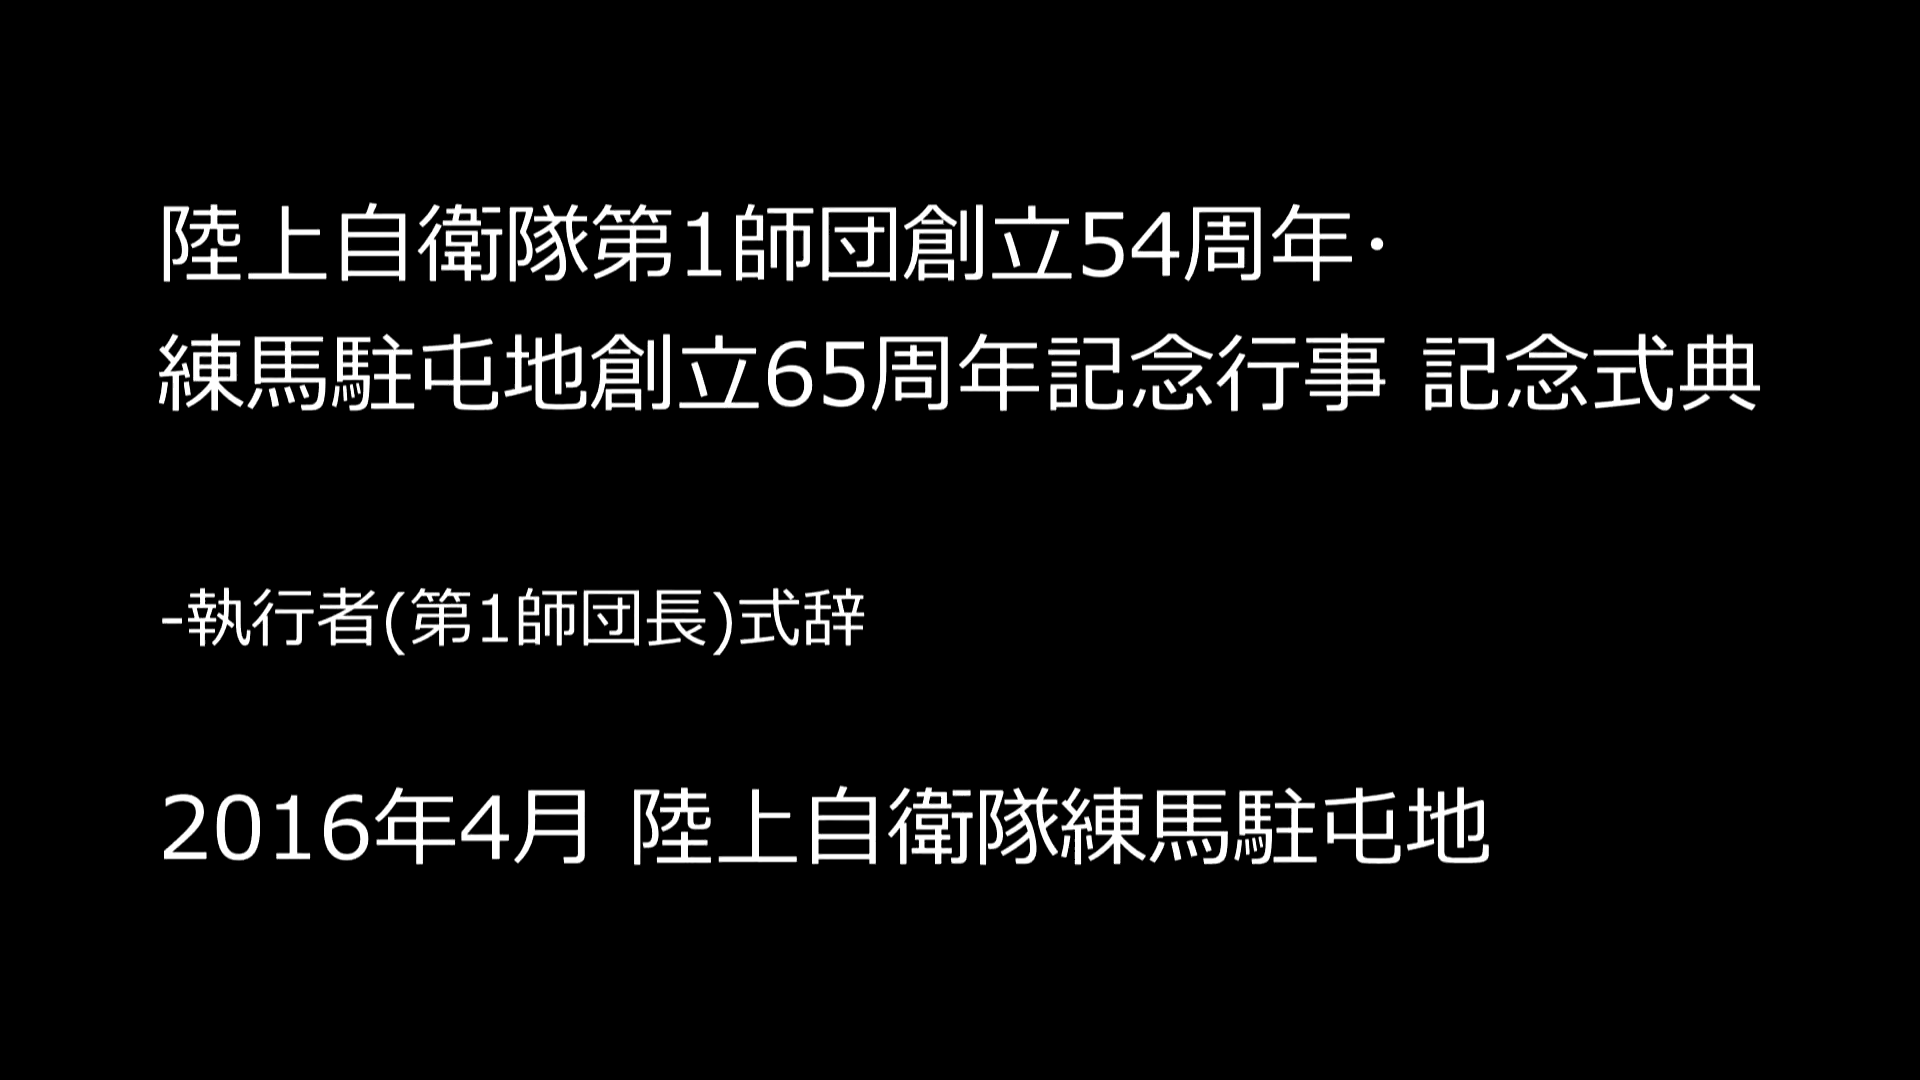 陸上自衛隊第1師団創立54周年·
練馬駐屯地創立65周年記念行事 記念式典
-執行者(第1師団長)式辞
2016年4月 陸上自衛隊練馬駐屯地